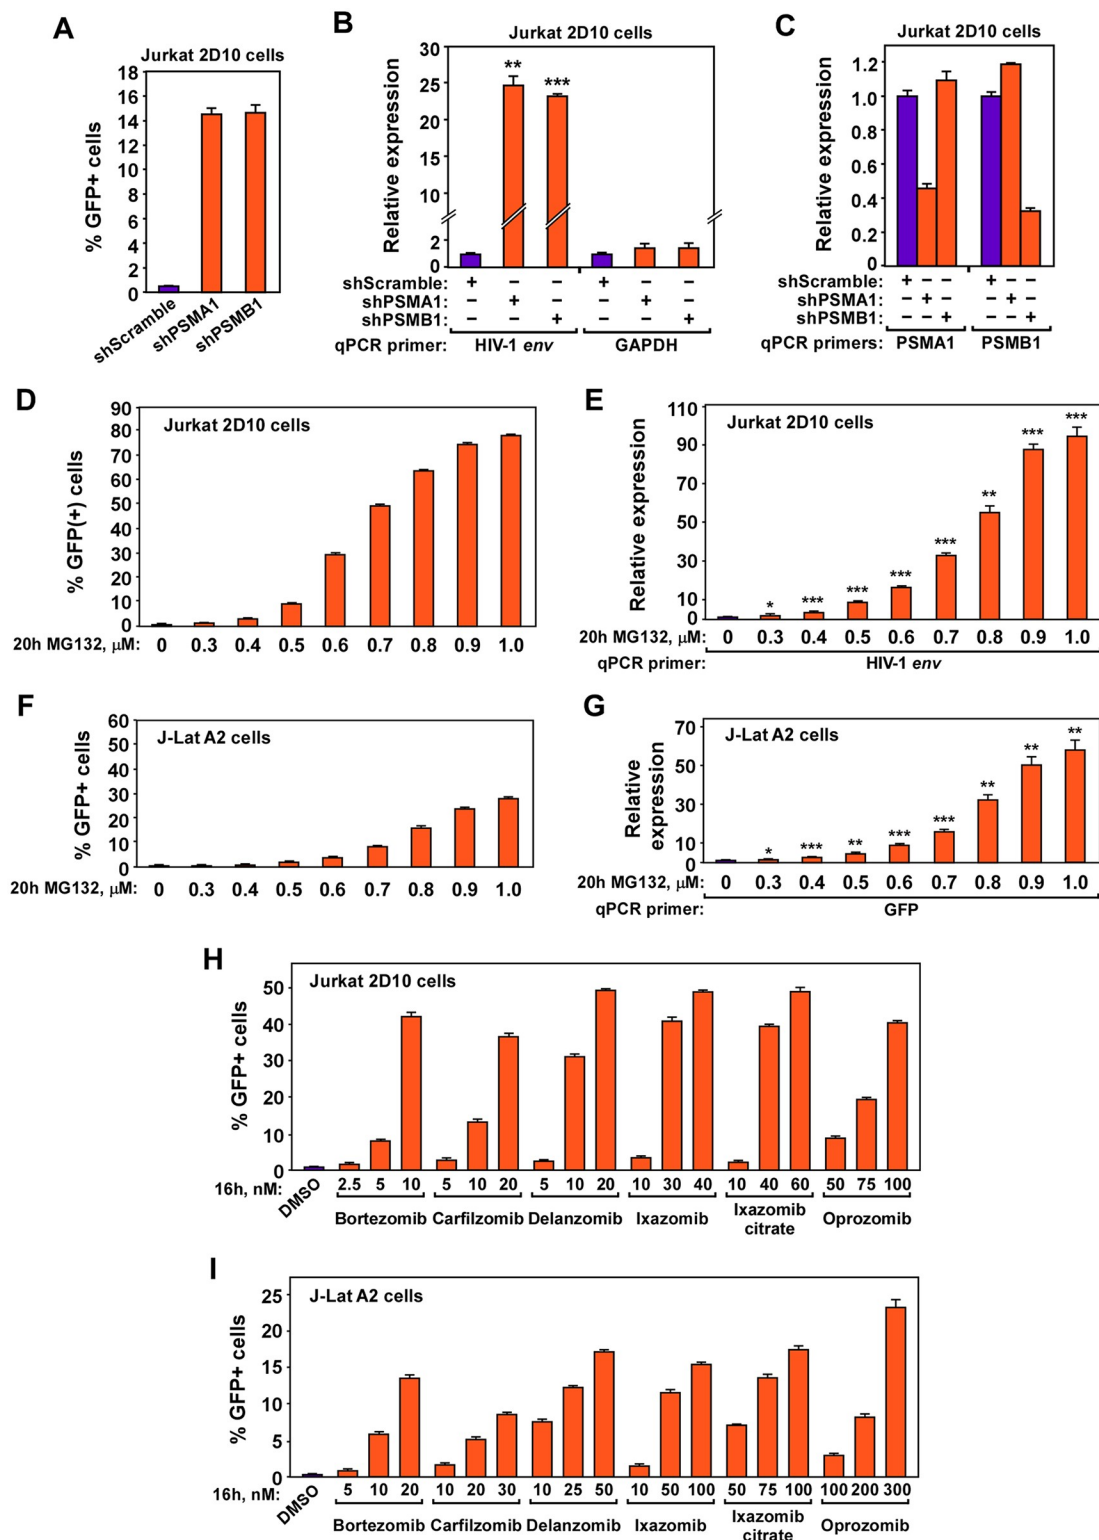 A
Jurkat 2D10 cells
18
16
14
12
10
8
6
4
2
0
% GFP+ cells
shScramble
shPSMA1
shPSMB1
B
Jurkat 2D10 cells
30
25
20
15
10
2
0
Relative expression
** *** 
shScramble: + – – + – –
shPSMA1: – + – – + –
shPSMB1: – – + – – +
qPCR primer: HIV-1 env GAPDH
C
Jurkat 2D10 cells
1.2
1.0
0.8
0.6
0.4
0.2
0
Relative expression
shScramble: + – – + – –
shPSMA1: – + – – + –
shPSMB1: – – + – – +
qPCR primers: PSMA1 PSMB1
D
Jurkat 2D10 cells
90
80
70
60
50
40
30
20
10
0
% GFP(+) cells
20h MG132, μM: 0 0.3 0.4 0.5 0.6 0.7 0.8 0.9 1.0
E
Jurkat 2D10 cells
110
90
70
50
30
10
0
Relative expression
* *** *** *** *** ** *** ***
20h MG132, μM: 0 0.3 0.4 0.5 0.6 0.7 0.8 0.9 1.0
qPCR primer: HIV-1 env
F
J-Lat A2 cells
60
50
40
30
20
10
0
% GFP+ cells
20h MG132, μM: 0 0.3 0.4 0.5 0.6 0.7 0.8 0.9 1.0
G
J-Lat A2 cells
70
50
30
10
0
Relative
expression
* *** ** *** *** ** ** **
20h MG132, μM: 0 0.3 0.4 0.5 0.6 0.7 0.8 0.9 1.0
qPCR primer: GFP
H
Jurkat 2D10 cells
50
40
30
20
10
0
% GFP+ cells
16h, nM: DMSO 2.5 5 10 5 10 20 5 10 20 10 30 40 10 40 60 50 75 100
Bortezomib Carfilzomib Delanzomib Ixazomib Ixazomib Oprozomib
citrate
I
J-Lat A2 cells
25
20
15
10
5
0
% GFP+ cells
16h, nM: DMSO 5 10 20 10 20 30 10 25 50 10 50 100 50 75 100 100 200 300
Bortezomib Carfilzomib Delanzomib Ixazomib Ixazomib Oprozomib
citrate